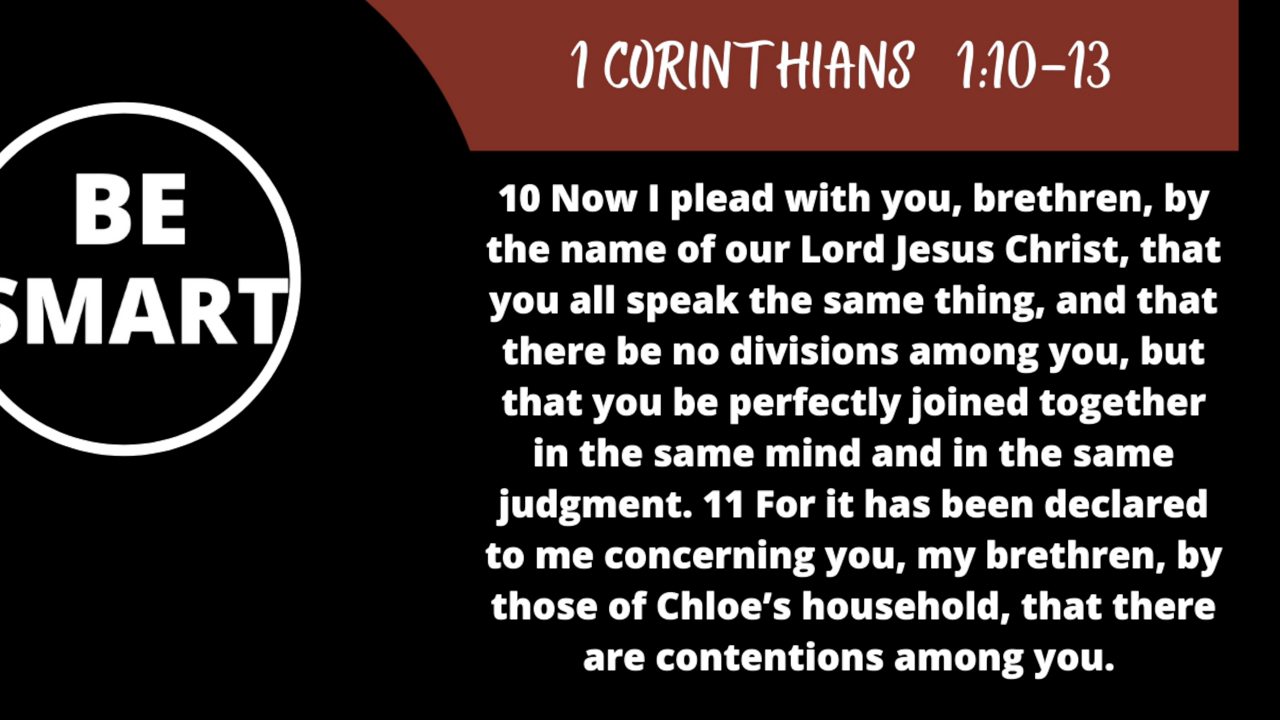 BE
SMART
1 CORINTHIANS 1:10-13
10 Now I plead with you, brethren, by
the name of our Lord Jesus Christ, that
you all speak the same thing, and that
there be no divisions among you, but
that you be perfectly joined together
in the same mind and in the same
judgment. 11 For it has been declared
to me concerning you, my brethren, by
those of Chloe’s household, that there
are contentions among you.